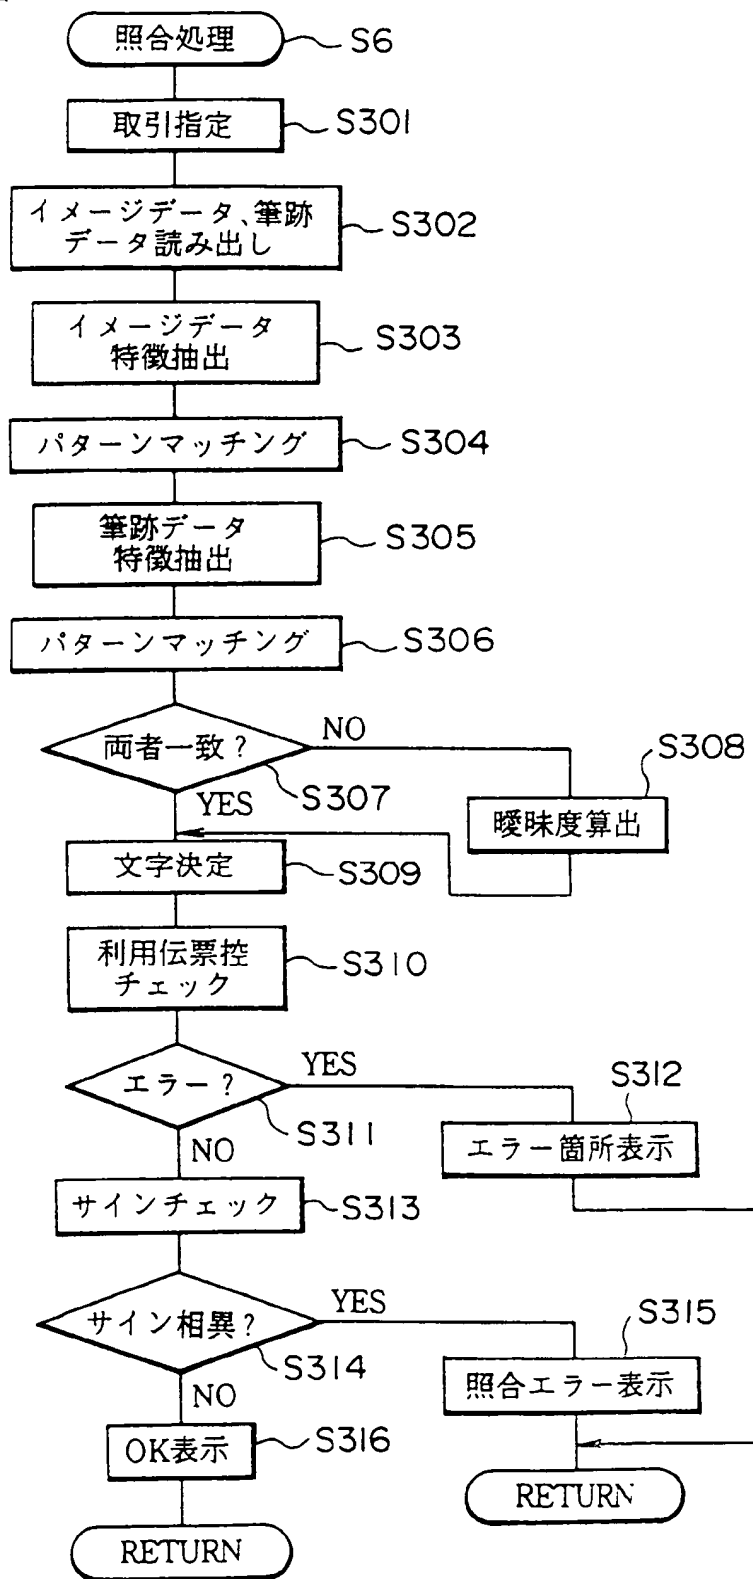 照合処理 S6
取引指定 S301
イメージデータ、筆跡
データ読み出し S302
イメージデータ
特徴抽出 S303
パターンマッチング S304
筆跡データ
特徴抽出 S305
パターンマッチング S306
両者一致? NO
S307 S308
YES 曖昧度算出
文字決定 S309
利用伝票控
チェック S310
エラー? YES
S311 S312
NO エラー箇所表示
サインチェック S313
サイン相異? YES
S314 S315
NO 照合エラー表示
OK表示 S316
RETURN
RETURN